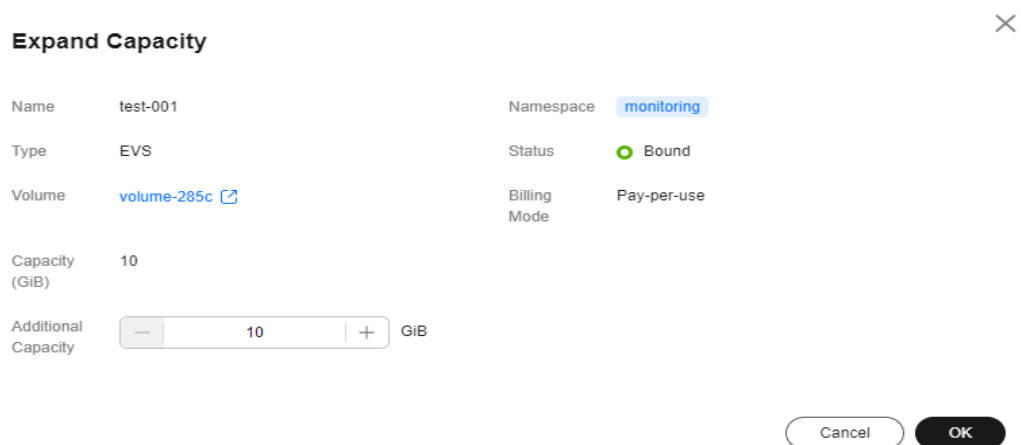 Expand Capacity
Name test-001 Namespace monitoring
Type EVS Status Bound
Volume volume-285c Billing Mode Pay-per-use
Capacity (GiB) 10
Additional Capacity 10 GiB
Cancel OK